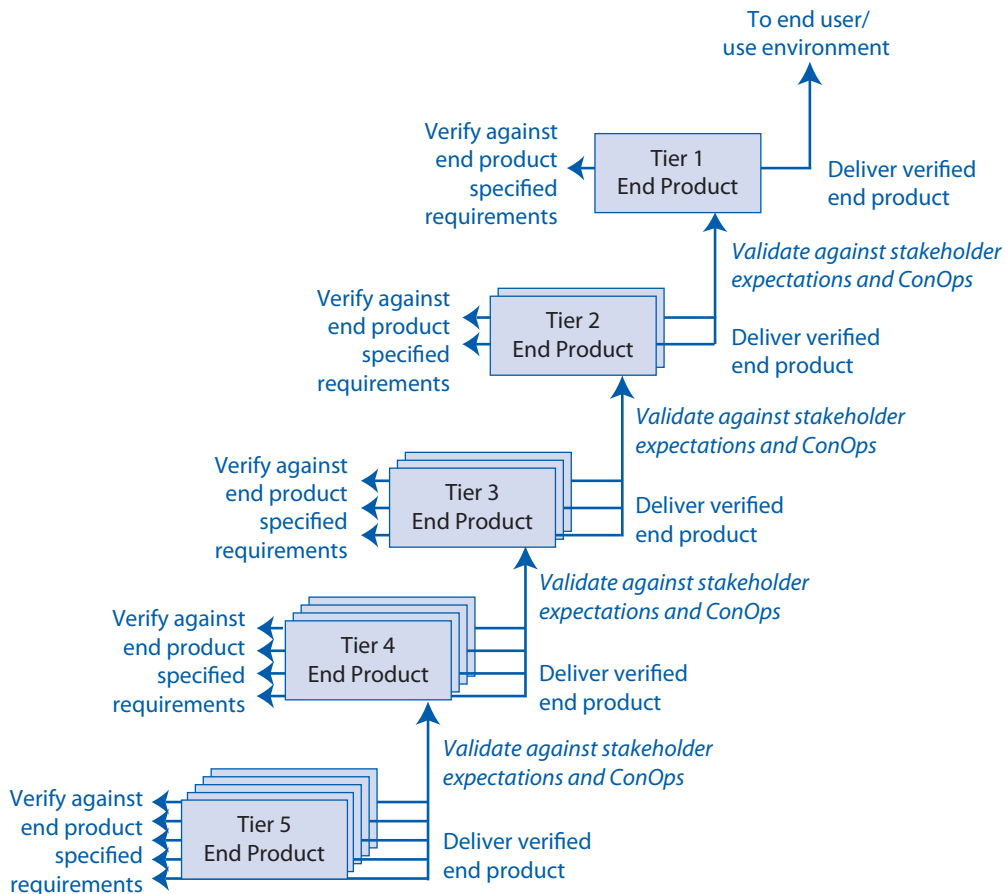 To end user/
use environment
Verify against
end product
specified
requirements
Tier 1
End Product
Deliver verified
end product
Validate against stakeholder
expectations and ConOps
Verify against
end product
specified
requirements
Tier 2
End Product
Deliver verified
end product
Validate against stakeholder
expectations and ConOps
Verify against
end product
specified
requirements
Tier 3
End Product
Deliver verified
end product
Validate against stakeholder
expectations and ConOps
Verify against
end product
specified
requirements
Tier 4
End Product
Deliver verified
end product
Validate against stakeholder
expectations and ConOps
Verify against
end product
specified
requirements
Tier 5
End Product
Deliver verified
end product